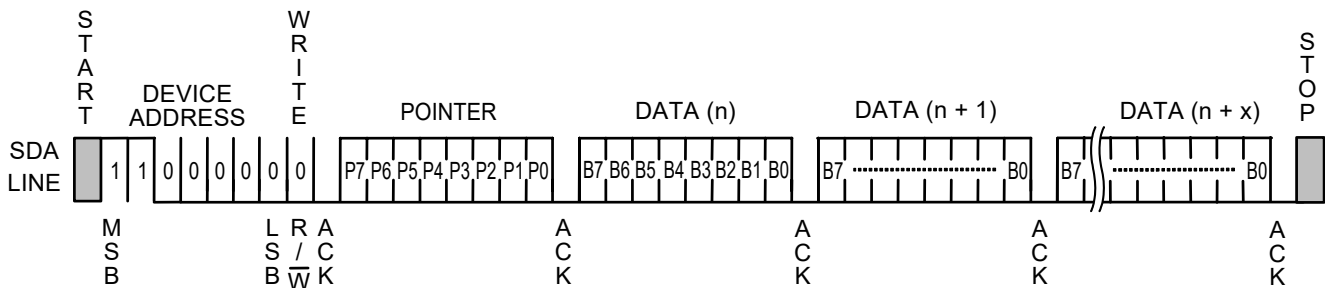 START
WRITE
STOP
DEVICE
ADDRESS
POINTER
DATA (n)
DATA (n + 1)
DATA (n + x)
SDA
LINE
1 1 0 0 0 0 0 0
P7 P6 P5 P4 P3 P2 P1 P0
B7 B6 B5 B4 B3 B2 B1 B0
B7 B0
B7 B0
MSB
LSB
R/W
ACK
ACK
ACK
ACK
ACK